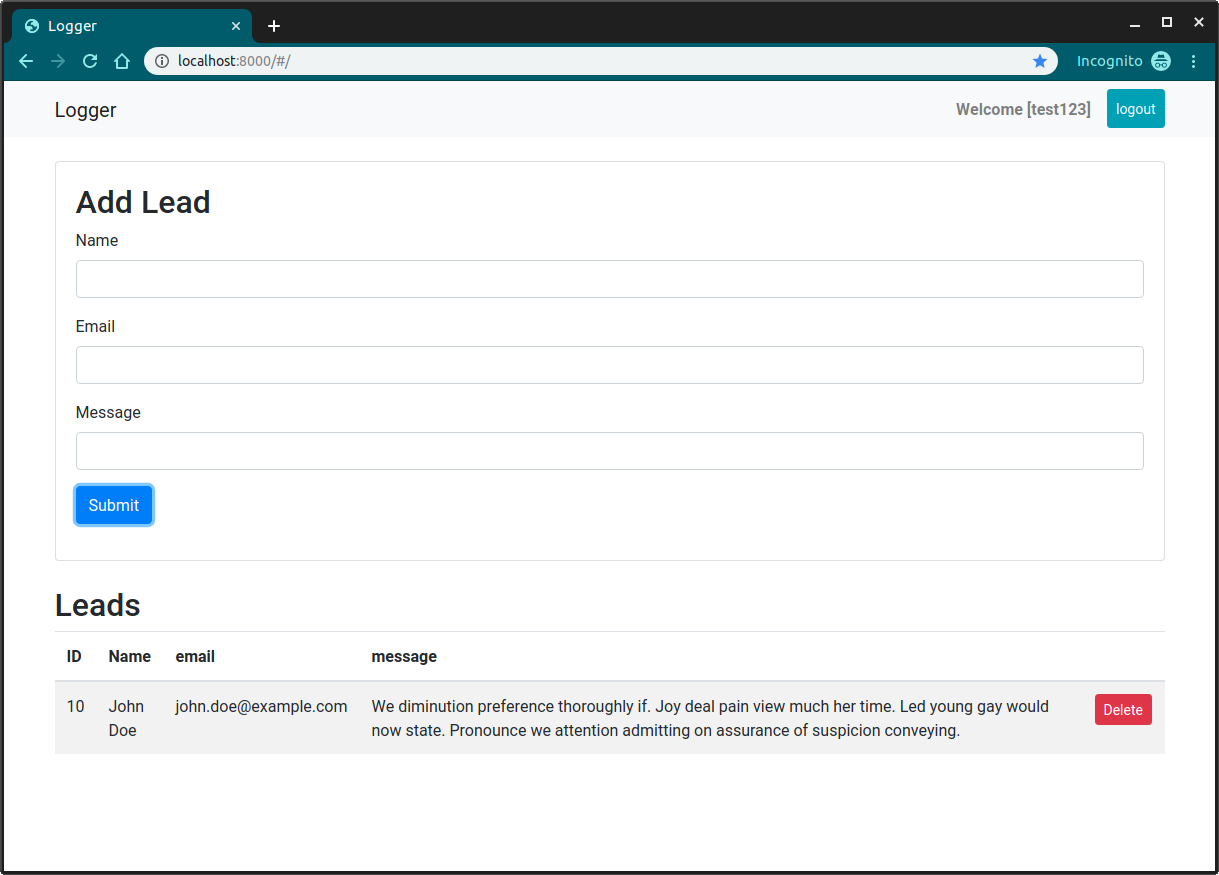 Logger
localhost:8000/#/
Incognito
Logger
Welcome [test123]
logout
Add Lead
Name
Email
Message
Submit
Leads
ID Name email message
10 John Doe john.doe@example.com We diminution preference thoroughly if. Joy deal pain view much her time. Led young gay would
now state. Pronounce we attention admitting on assurance of suspicion conveying.
Delete